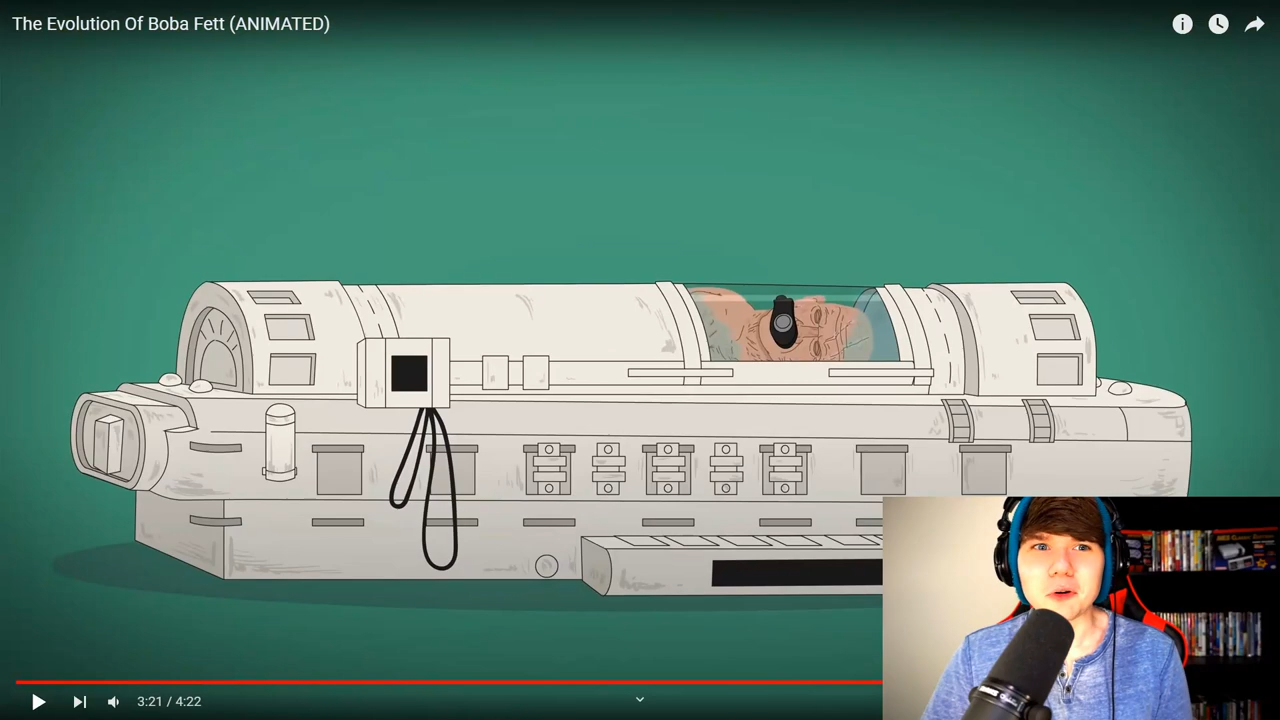 The Evolution Of Boba Fett (ANIMATED)
3:21 / 4:22